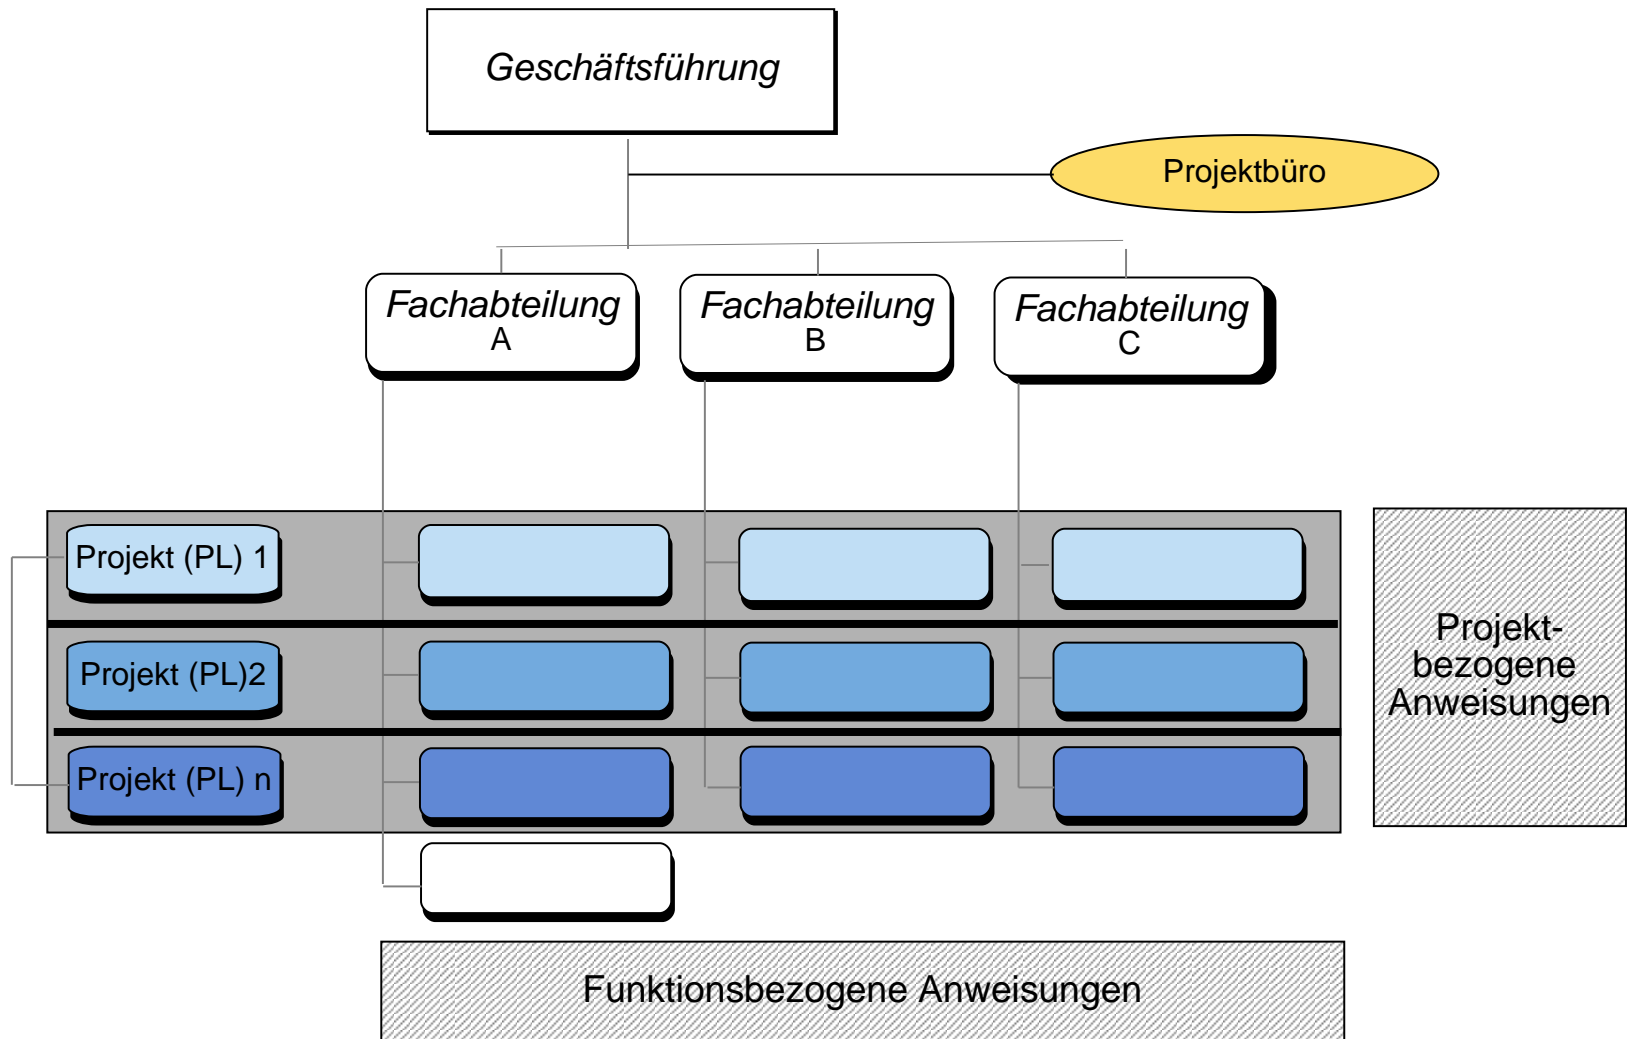 Geschäftsführung
Projektbüro
Fachabteilung
A
Fachabteilung
B
Fachabteilung
C
Projekt (PL) 1
Projekt (PL)2
Projekt (PL) n
Projekt-
bezogene
Anweisungen
Funktionsbezogene Anweisungen